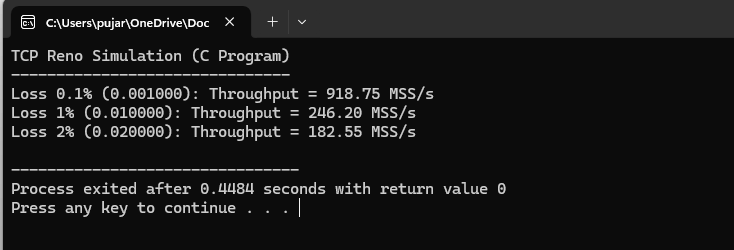 C:\Users\pujar\OneDrive\Doc
TCP Reno Simulation (C Program)
-------------------------------
Loss 0.1% (0.001000): Throughput = 918.75 MSS/s
Loss 1% (0.010000): Throughput = 246.20 MSS/s
Loss 2% (0.020000): Throughput = 182.55 MSS/s
--------------------------------
Process exited after 0.4484 seconds with return value 0
Press any key to continue . . .